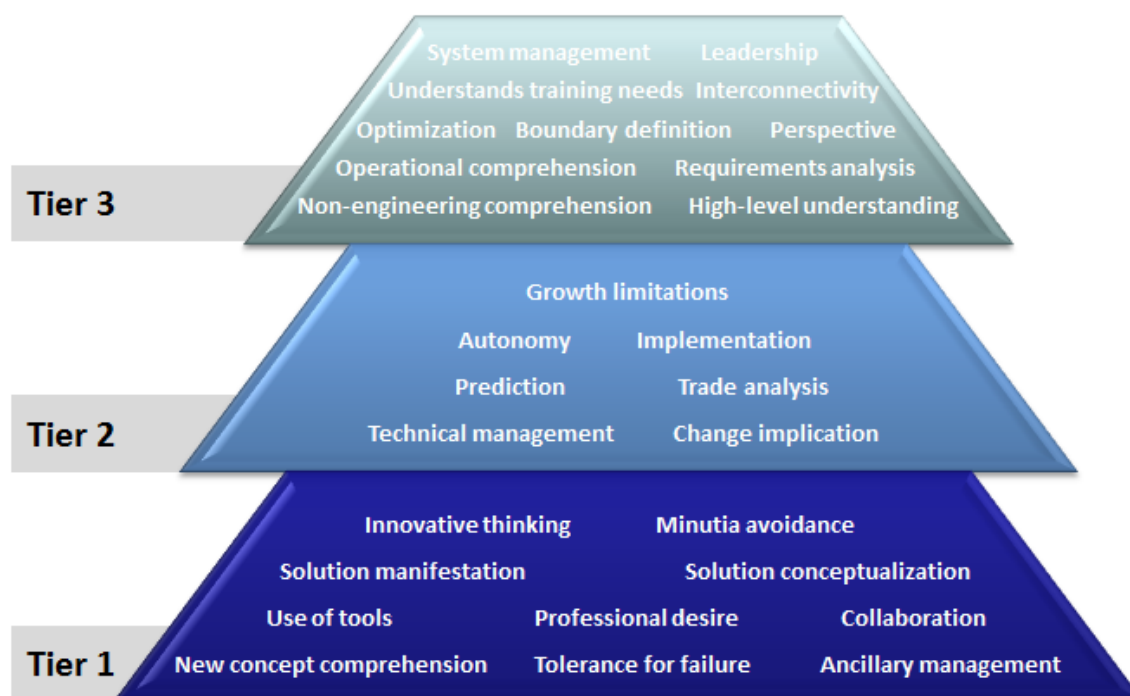 System management Leadership
Understands training needs Interconnectivity
Optimization Boundary definition Perspective
Operational comprehension Requirements analysis
Tier 3
Non-engineering comprehension High-level understanding
Growth limitations
Autonomy Implementation
Prediction Trade analysis
Tier 2
Technical management Change implication
Innovative thinking Minutia avoidance
Solution manifestation Solution conceptualization
Use of tools Professional desire Collaboration
Tier 1
New concept comprehension Tolerance for failure Ancillary management